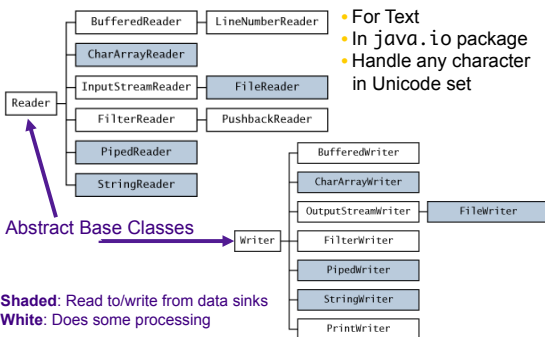 BufferedReader
LineNumberReader
CharArrayReader
InputStreamReader
FileReader
Reader
FilterReader
PushbackReader
PipedReader
StringReader
• For Text
• In java.io package
• Handle any character
in Unicode set
Abstract Base Classes
BufferedWriter
CharArrayWriter
OutputStreamWriter
FileWriter
Writer
FilterWriter
PipedWriter
StringWriter
PrintWriter
Shaded: Read to/write from data sinks
White: Does some processing